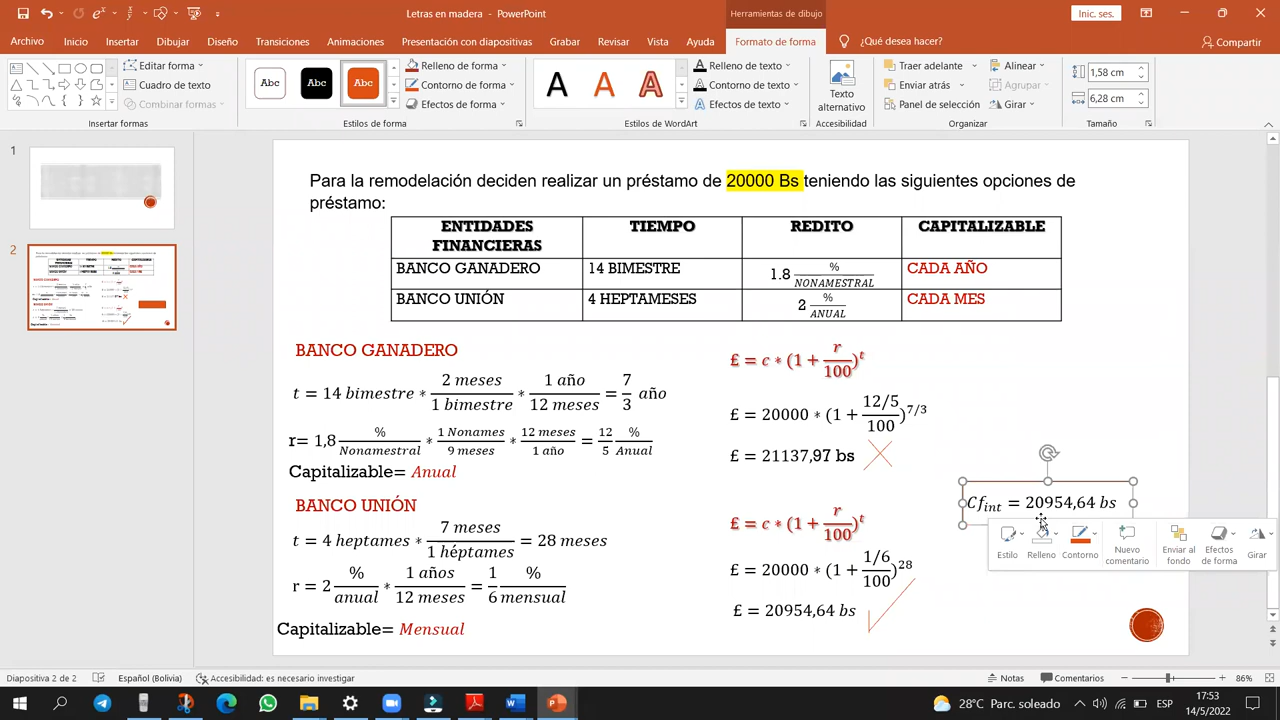 Letras en madera - PowerPoint
Herramientas de dibujo
Inic. ses.
Archivo Inicio Insertar Dibujar Diseño Transiciones Animaciones Presentación con diapositivas Grabar Revisar Vista Ayuda Formato de forma ¿Qué desea hacer? Compartir
Editar forma
Cuadro de texto
Combinar formas
Insertar formas
Abc Abc Abc
Relleno de forma
Contorno de forma
Efectos de forma
Estilos de forma
A A A
Relleno de texto
Contorno de texto
Efectos de texto
Estilos de WordArt
Texto
alternativo
Accesibilidad
Traer adelante
Enviar atrás
Panel de selección
Alinear
Agrupar
Girar
Organizar
1,58 cm
6,28 cm
Tamaño
1
2
Para la remodelación deciden realizar un préstamo de 20000 Bs teniendo las siguientes opciones de
préstamo:
ENTIDADES FINANCIERAS TIEMPO REDITO CAPITALIZABLE
BANCO GANADERO 14 BIMESTRE 1.8 %/NONAMESTRAL CADA AÑO
BANCO UNIÓN 4 HEPTAMESES 2 %/ANUAL CADA MES
BANCO GANADERO
t = 14 bimestre * 2 meses/1 bimestre * 1 año/12 meses = 7/3 año
r= 1,8 %/Nonamestral * 1 Nonames/9 meses * 12 meses/1 año = 12/5 %/Anual
Capitalizable= Anual
£ = c * (1 + r/100)^t
£ = 20000 * (1 + 12/5/100)^7/3
£ = 21137,97 bs
Cf_int = 20954,64 bs
Estilo Relleno Contorno Nuevo comentario Enviar al fondo Efectos de forma Girar
BANCO UNIÓN
t = 4 heptames * 7 meses/1 héptames = 28 meses
r = 2 %/anual * 1 años/12 meses = 1/6 %/mensual
Capitalizable= Mensual
£ = c * (1 + r/100)^t
£ = 20000 * (1 + 1/6/100)^28
£ = 20954,64 bs
Diapositiva 2 de 2 Español (Bolivia) Accesibilidad: es necesario investigar Notas Comentarios 86%
28°C Parc. soleado ESP 17:53
14/5/2022